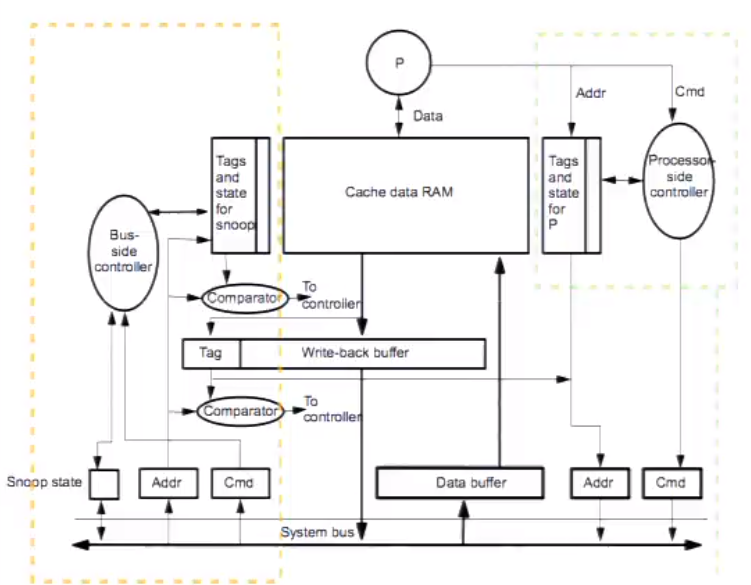 P
Addr
Cmd
Data
Tags
and
state
for
snoop
Cache data RAM
Tags
and
state
for
P
Processor-
side
controller
Bus-
side
controller
Comparator
To
controller
Tag
Write-back buffer
Comparator
To
controller
Snoop state
Addr
Cmd
Data buffer
Addr
Cmd
System bus